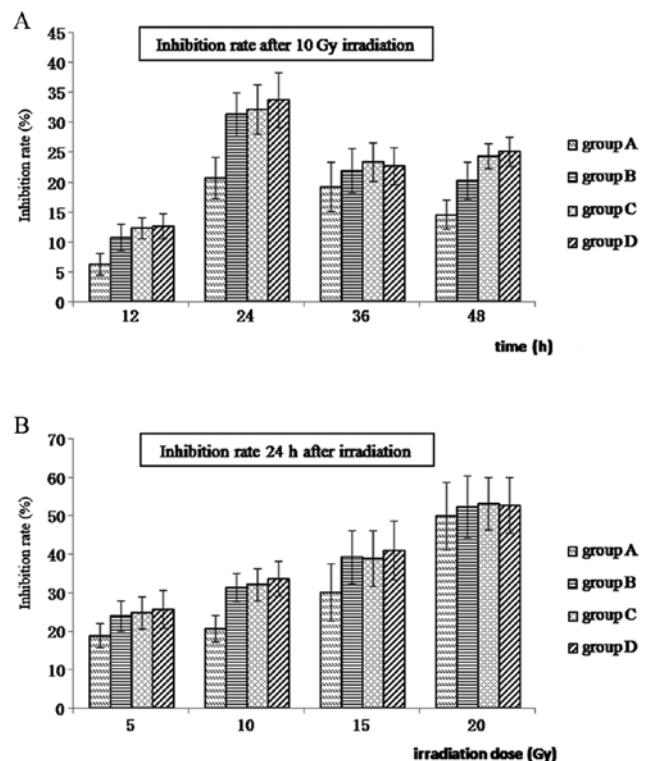 A
Inhibition rate after 10 Gy irradiation
Inhibition rate (%)
45
40
35
30
25
20
15
10
5
0
12 24 36 48
time (h)
group A
group B
group C
group D
B
Inhibition rate 24 h after irradiation
Inhibition rate (%)
70
60
50
40
30
20
10
0
5 10 15 20
irradiation dose (Gy)
group A
group B
group C
group D